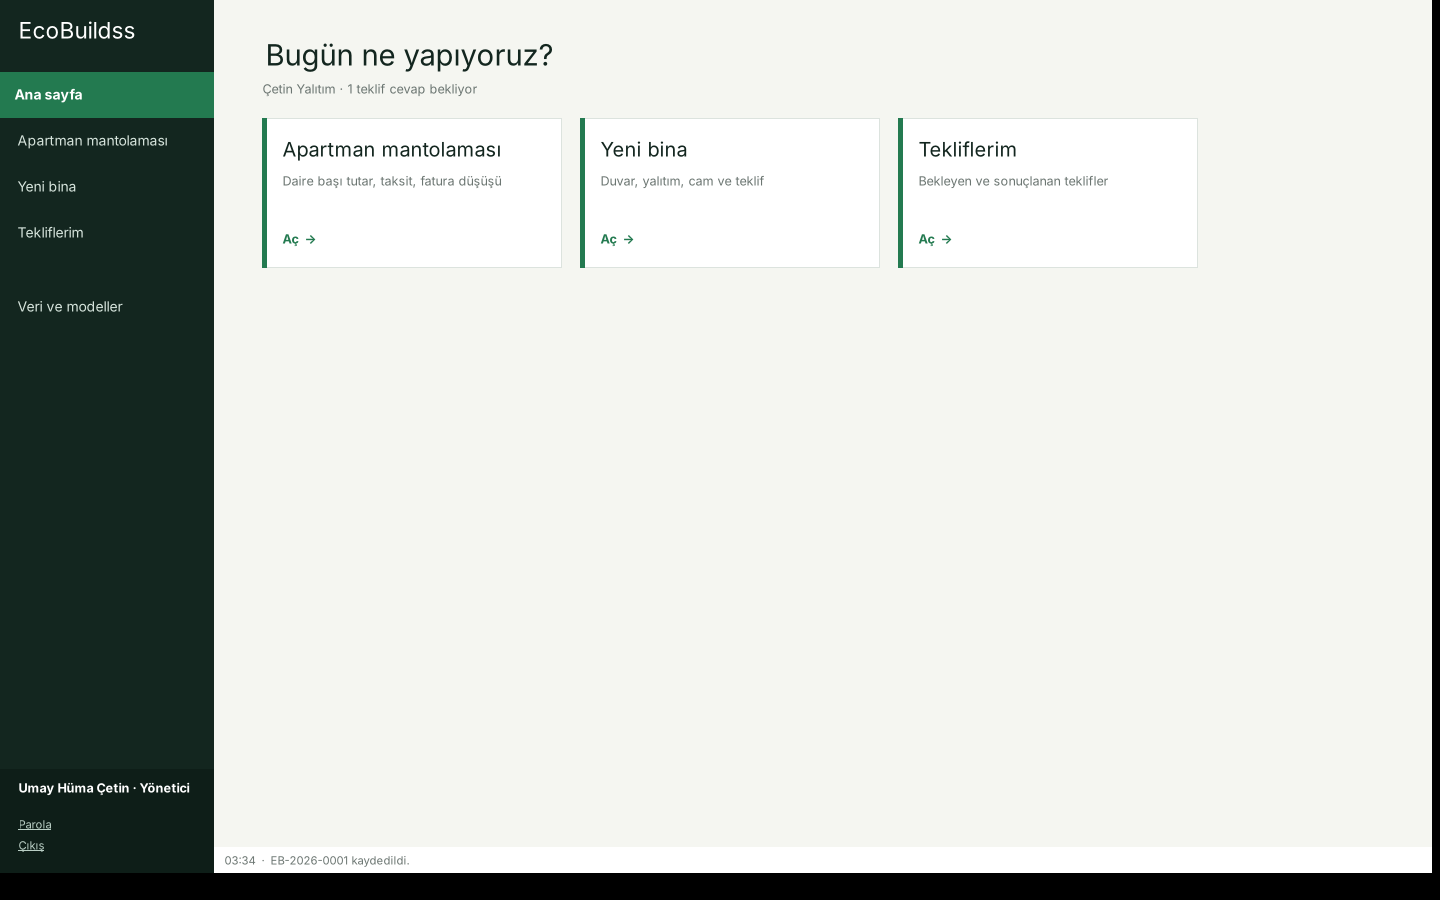 EcoBuildss
Ana sayfa
Apartman mantolaması
Yeni bina
Tekliflerim
Veri ve modeller
Umay Hüma Çetin · Yönetici
Parola
Çıkış
Bugün ne yapıyoruz?
Çetin Yalıtım · 1 teklif cevap bekliyor
Apartman mantolaması
Daire başı tutar, taksit, fatura düşüşü
Aç →
Yeni bina
Duvar, yalıtım, cam ve teklif
Aç →
Tekliflerim
Bekleyen ve sonuçlanan teklifler
Aç →
03:34 · EB-2026-0001 kaydedildi.